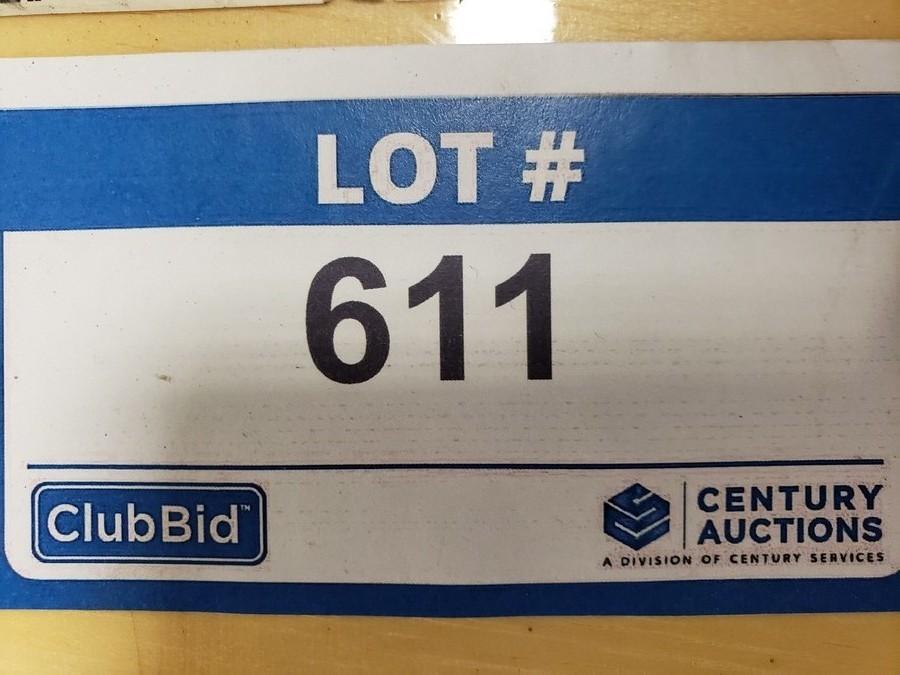 LOT #
611
ClubBid™
CENTURY
AUCTIONS
A DIVISION OF CENTURY SERVICES